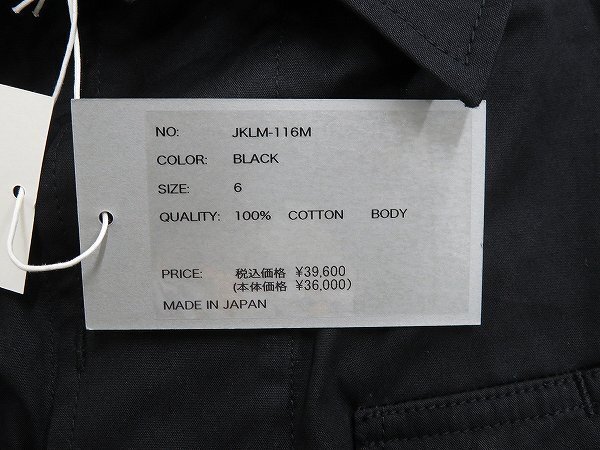 NO: JKLM-116M
COLOR: BLACK
SIZE: 6
QUALITY: 100% COTTON BODY
PRICE: 税込価格 ¥39,600
(本体価格 ¥36,000)
MADE IN JAPAN